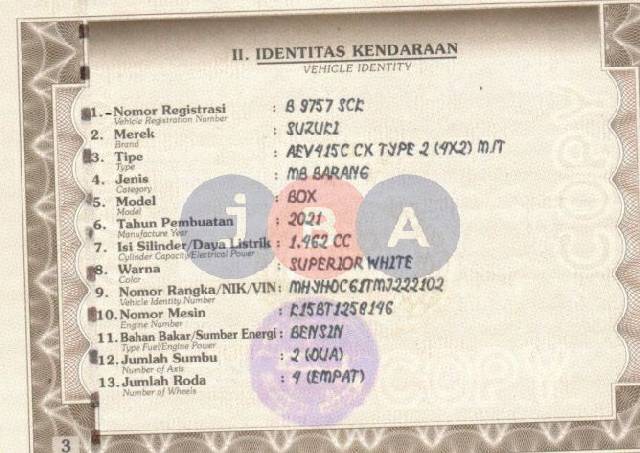 II. IDENTITAS KENDARAAN
VEHICLE IDENTITY
1.-Nomor Registrasi : B 9757 SCK
Vehicle Registration Number
2. Merek : SUZUKI
Brand
3. Tipe : AEV415C CX TYPE 2 (4X2) M/T
Type
4. Jenis : MB BARANG
Category
5. Model : BOX
Model
6. Tahun Pembuatan : 2021
Manufacture Year
7. Isi Silinder/Daya Listrik : 1.462 CC
Cylinder Capacity/Electrical Power
8. Warna : SUPERIOR WHITE
Color
9. Nomor Rangka/NIK/VIN : MHYHDC61TMJ222102
Vehicle Identity Number
10. Nomor Mesin : K15BT1258146
Engine Number
11. Bahan Bakar/Sumber Energi : BENSIN
Type Fuel/Engine Power
12. Jumlah Sumbu : 2 (DUA)
Number of Axis
13. Jumlah Roda : 4 (EMPAT)
Number of Wheels
i B A
3